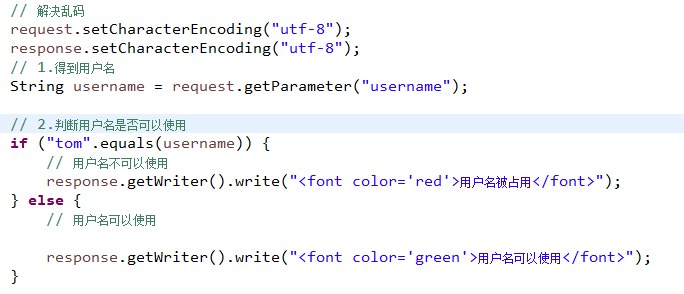 // 解决乱码
request.setCharacterEncoding("utf-8");
response.setCharacterEncoding("utf-8");
// 1.得到用户名
String username = request.getParameter("username");
// 2.判断用户名是否可以使用
if ("tom".equals(username)) {
// 用户名不可以使用
response.getWriter().write("<font color='red'>用户名被占用</font>");
} else {
// 用户名可以使用
response.getWriter().write("<font color='green'>用户名可以使用</font>");
}